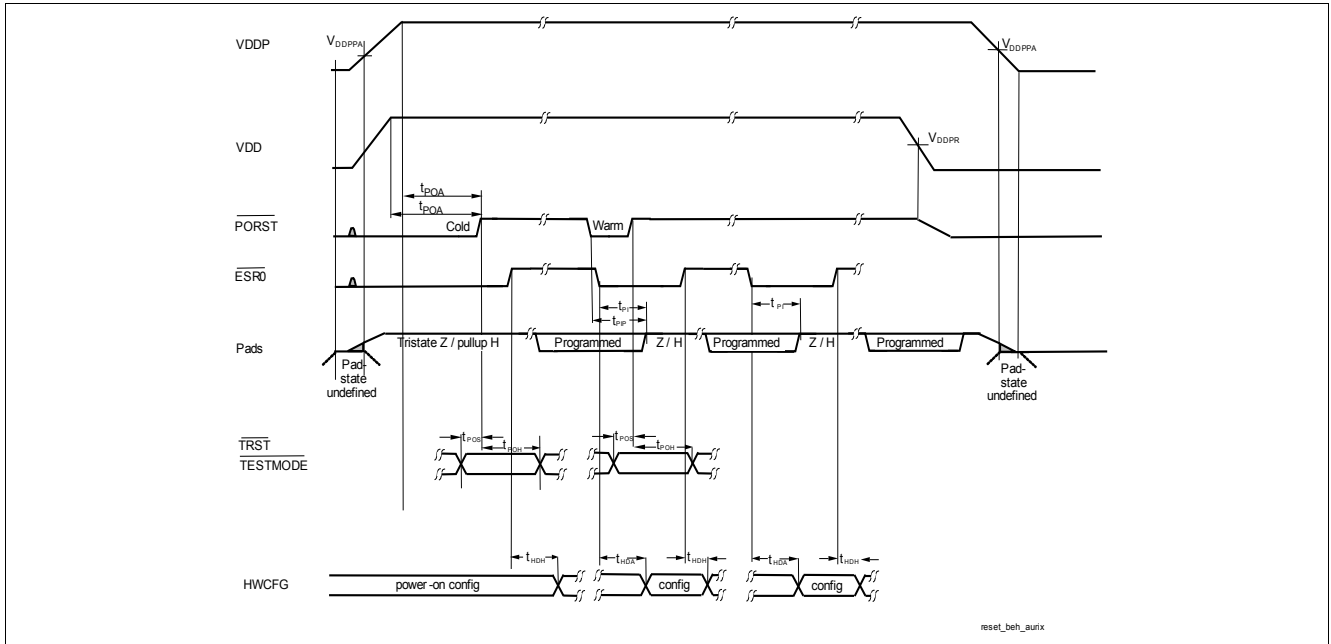 VDDP
VDDPPA
VDDPPA
VDD
VDDPR
tPOA
tPOA
PORST
Cold
Warm
ESR0
tPI
tPI
tPIP
Pads
Tristate Z / pullup H
Programmed
Z / H
Programmed
Z / H
Programmed
Pad-
state
undefined
Pad-
state
undefined
TRST
TESTMODE
tPOS
tPOH
tPOS
tPOH
tHDH
tHDA
tHDH
tHDA
tHDH
HWCFG
power -on config
config
config
reset_beh_aurix